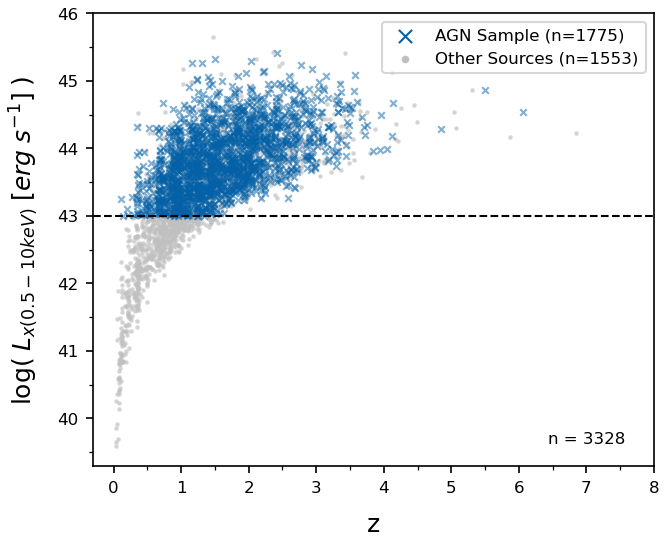 46
45
44
43
42
41
40
log( L_{x(0.5−10keV)} [erg s^{−1}] )
AGN Sample (n=1775)
Other Sources (n=1553)
n = 3328
0 1 2 3 4 5 6 7 8
z